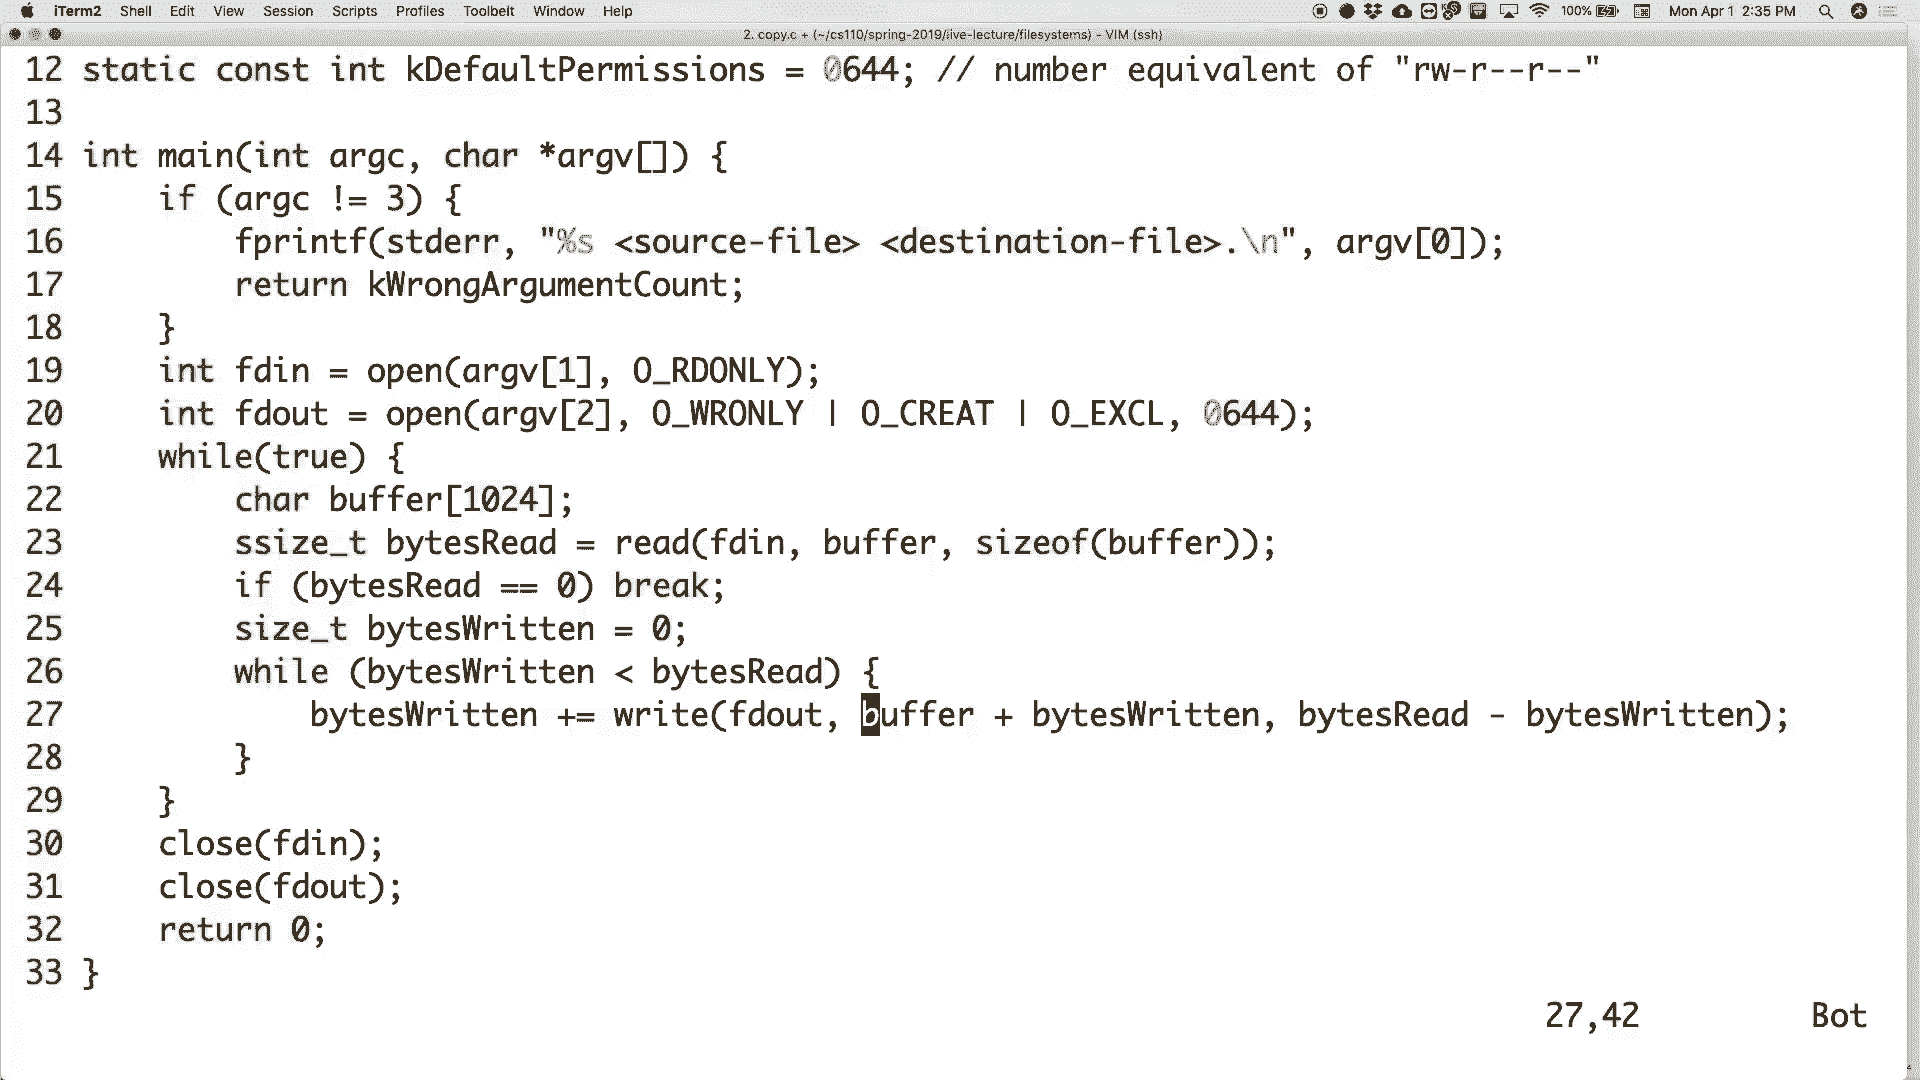 iTerm2 Shell Edit View Session Scripts Profiles Toolbelt Window Help 100% Mon Apr 1 2:35 PM
2. copy.c + (~/cs110/spring-2019/live-lecture/filesystems) - VIM (ssh)
12 static const int kDefaultPermissions = 0644; // number equivalent of "rw-r--r--"
13
14 int main(int argc, char *argv[]) {
15     if (argc != 3) {
16         fprintf(stderr, "%s <source-file> <destination-file>.\n", argv[0]);
17         return kWrongArgumentCount;
18     }
19     int fdin = open(argv[1], O_RDONLY);
20     int fdout = open(argv[2], O_WRONLY | O_CREAT | O_EXCL, 0644);
21     while(true) {
22         char buffer[1024];
23         ssize_t bytesRead = read(fdin, buffer, sizeof(buffer));
24         if (bytesRead == 0) break;
25         size_t bytesWritten = 0;
26         while (bytesWritten < bytesRead) {
27             bytesWritten += write(fdout, buffer + bytesWritten, bytesRead - bytesWritten);
28         }
29     }
30     close(fdin);
31     close(fdout);
32     return 0;
33 }
27,42 Bot